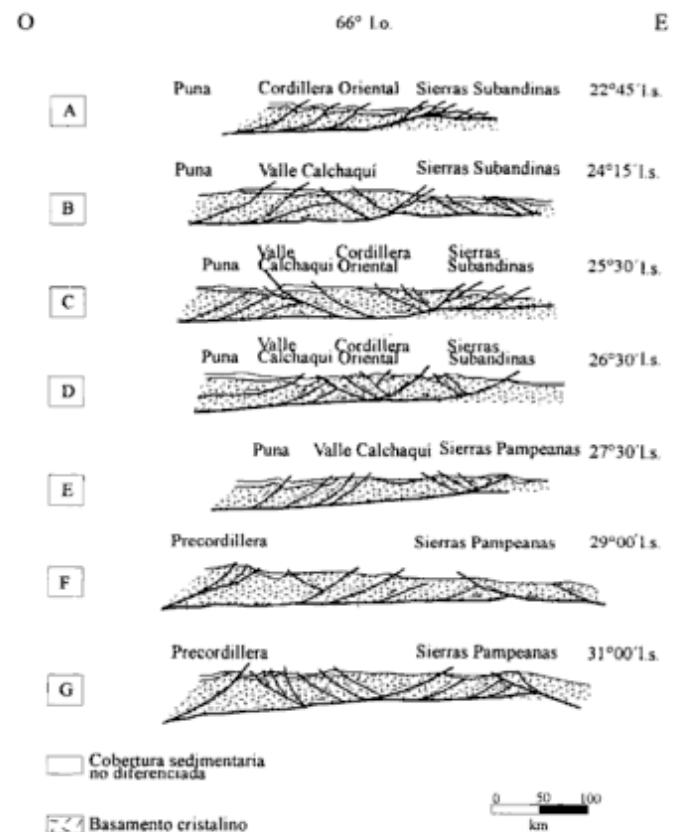 O 66° l.o. E
Puna Cordillera Oriental Sierras Subandinas 22°45´l.s.
A
Puna Valle Calchaquí Sierras Subandinas 24°15´l.s.
B
Valle Cordillera Sierras
Puna Calchaqui Oriental Subandinas 25°30´l.s.
C
Valle Cordillera Sierras
Puna Calchaqui Oriental Subandinas 26°30´l.s.
D
Puna Valle Calchaqui Sierras Pampeanas 27°30´l.s.
E
Precordillera Sierras Pampeanas 29°00´l.s.
F
Precordillera Sierras Pampeanas 31°00´l.s.
G
Cobertura sedimentaria
no diferenciada
0 50 100
km
Basamento cristalino